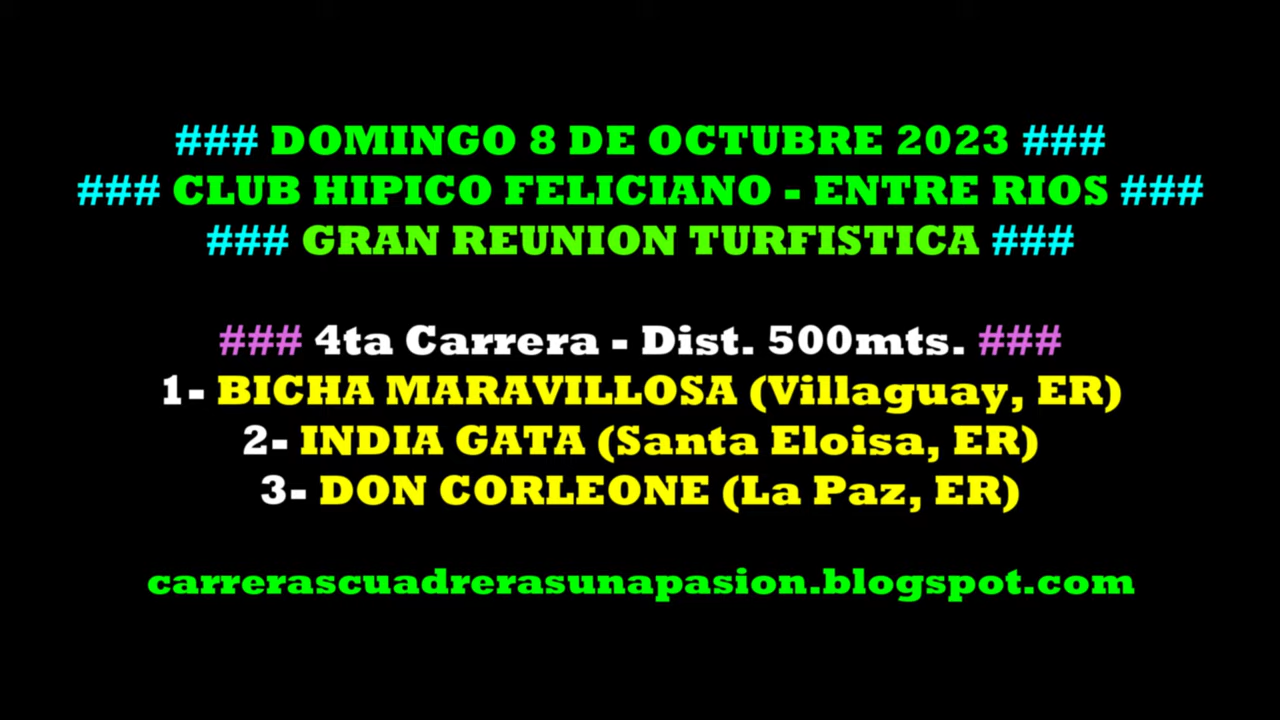 ### DOMINGO 8 DE OCTUBRE 2023 ###
### CLUB HIPICO FELICIANO - ENTRE RIOS ###
### GRAN REUNION TURFISTICA ###
### 4ta Carrera - Dist. 500mts. ###
1- BICHA MARAVILLOSA (Villaguay, ER)
2- INDIA GATA (Santa Eloisa, ER)
3- DON CORLEONE (La Paz, ER)
carrerascuadrerasunapasion.blogspot.com